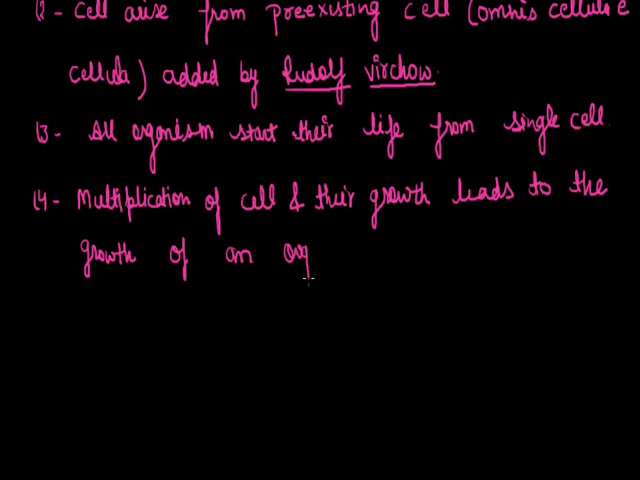 12- Cell arise from preexisting cell (omnis cellula e
cellula) added by Rudolf virchow.
13- All organism start their life from single cell.
14- Multiplication of cell & their growth leads to the
growth of an org